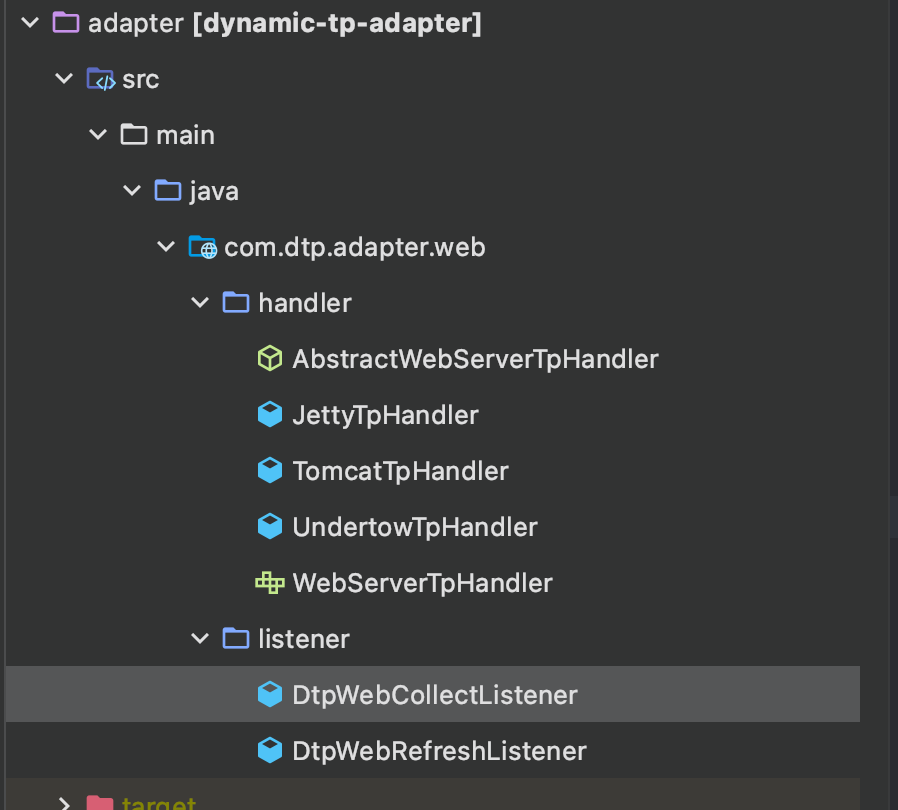 adapter [dynamic-tp-adapter]
src
main
java
com.dtp.adapter.web
handler
AbstractWebServerTpHandler
JettyTpHandler
TomcatTpHandler
UndertowTpHandler
WebServerTpHandler
listener
DtpWebCollectListener
DtpWebRefreshListener
target